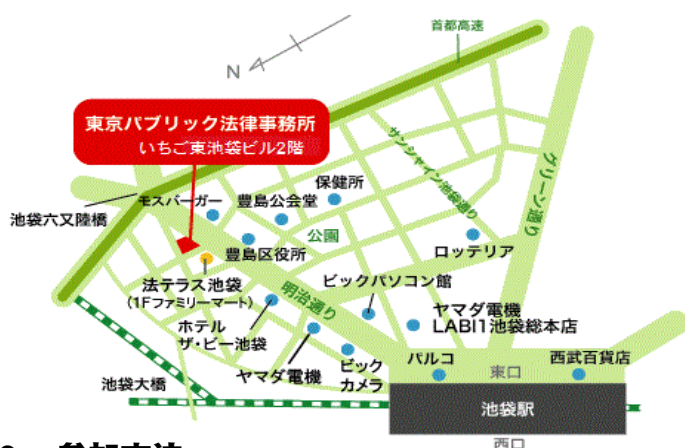 首都高速
N
東京パブリック法律事務所
いちご東池袋ビル2階
サンシャイン池袋通り
グリーン通り
保健所
モスバーガー
豊島公会堂
池袋六又陸橋
公園
豊島区役所
ロッテリア
法テラス池袋
(1Fファミリーマート)
ビックパソコン館
明治通り
ホテル
ザ・ビー池袋
ヤマダ電機
LABI1池袋総本店
ヤマダ電機
ビック
カメラ
パルコ
東口
西武百貨店
池袋大橋
池袋駅
西口